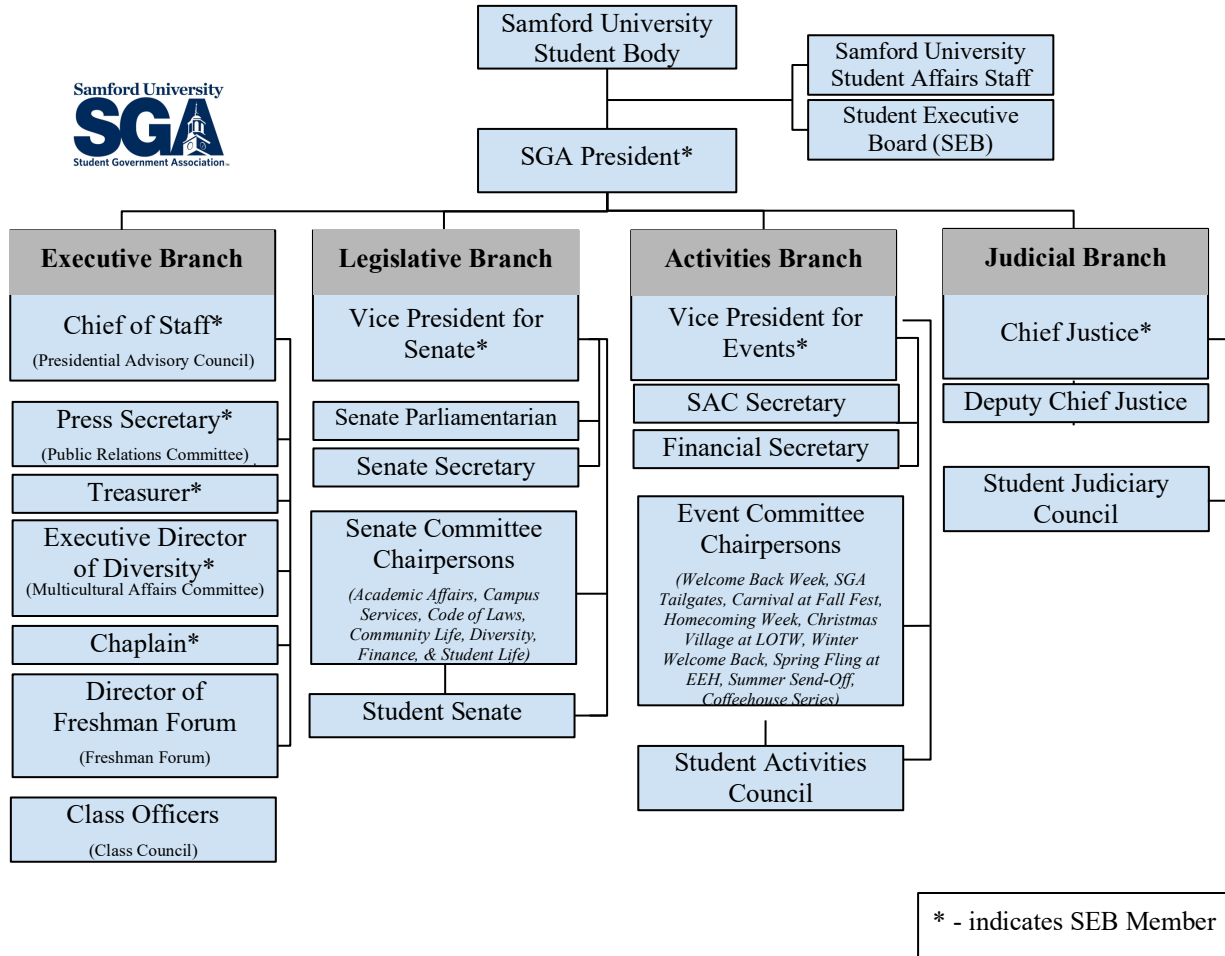 Samford University
Student Body
Samford University
SGA
Student Government Association™
Samford University
Student Affairs Staff
Student Executive
Board (SEB)
SGA President*
Executive Branch
Chief of Staff*
(Presidential Advisory Council)
Press Secretary*
(Public Relations Committee)
Treasurer*
Executive Director
of Diversity*
(Multicultural Affairs Committee)
Chaplain*
Director of
Freshman Forum
(Freshman Forum)
Class Officers
(Class Council)
Legislative Branch
Vice President for
Senate*
Senate Parliamentarian
Senate Secretary
Senate Committee
Chairpersons
(Academic Affairs, Campus
Services, Code of Laws,
Community Life, Diversity,
Finance, & Student Life)
Student Senate
Activities Branch
Vice President for
Events*
SAC Secretary
Financial Secretary
Event Committee
Chairpersons
(Welcome Back Week, SGA
Tailgates, Carnival at Fall Fest,
Homecoming Week, Christmas
Village at LOTW, Winter
Welcome Back, Spring Fling at
EEH, Summer Send-Off,
Coffeehouse Series)
Student Activities
Council
Judicial Branch
Chief Justice*
Deputy Chief Justice
Student Judiciary
Council
* - indicates SEB Member